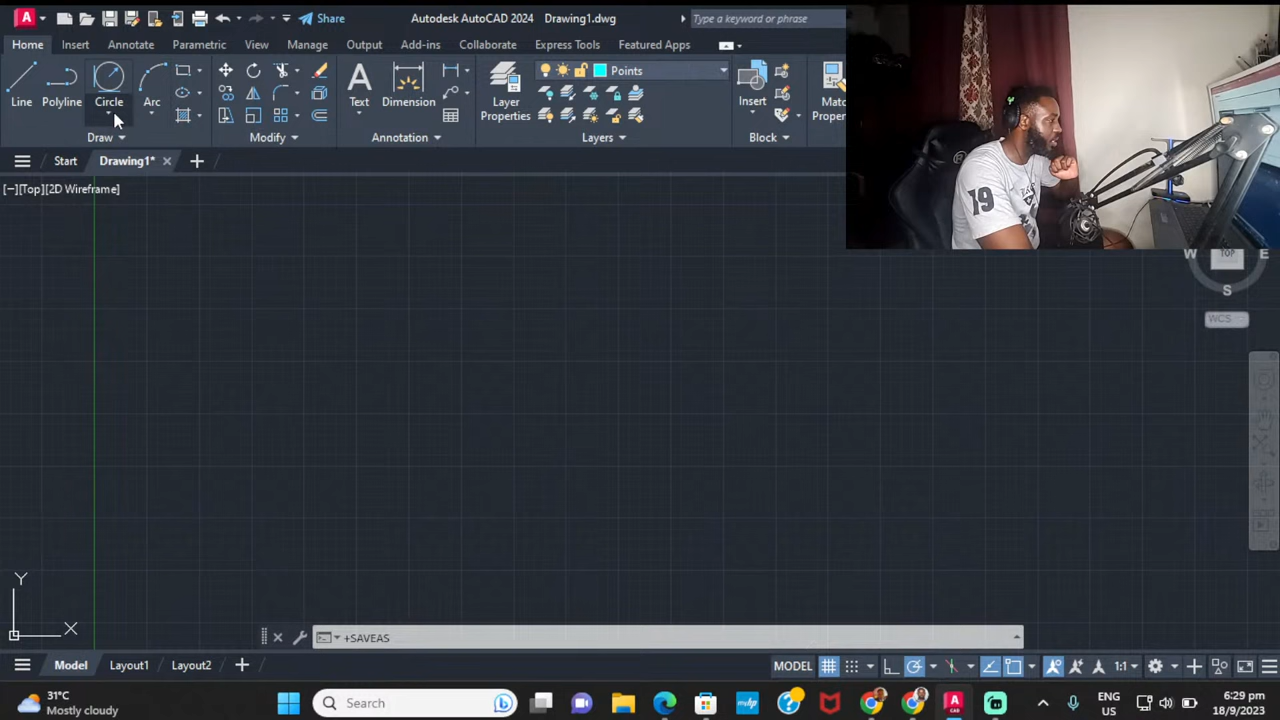 Share
Autodesk AutoCAD 2024 Drawing1.dwg
Type a keyword or phrase
Home Insert Annotate Parametric View Manage Output Add-ins Collaborate Express Tools Featured Apps
Points
Line Polyline Circle Arc
Text Dimension
Layer
Properties
Insert
Draw
Modify
Annotation
Layers
Block
Start Drawing1*
[−][Top][2D Wireframe]
19
W TOP E
S
WCS
Y
X
+SAVEAS
Model Layout1 Layout2
MODEL
1:1
31°C
Mostly cloudy
Search
ENG
US
6:29 pm
18/9/2023